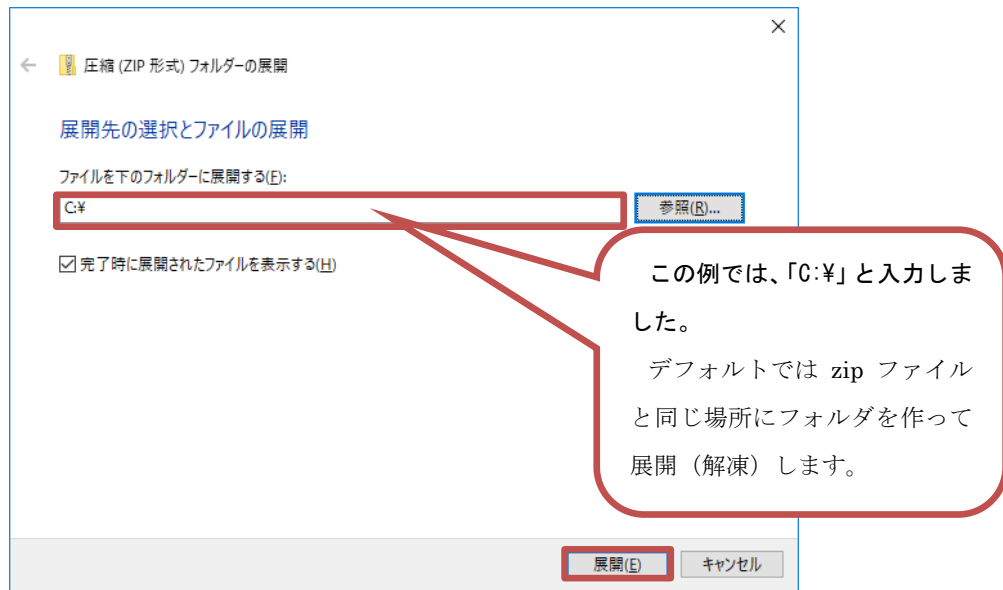 圧縮 (ZIP 形式) フォルダーの展開
展開先の選択とファイルの展開
ファイルを下のフォルダーに展開する(F):
C:¥
参照(R)...
完了時に展開されたファイルを表示する(H)
この例では、「C:¥」と入力しま
した。
デフォルトでは zip ファイル
と同じ場所にフォルダを作って
展開（解凍）します。
展開(E)
キャンセル